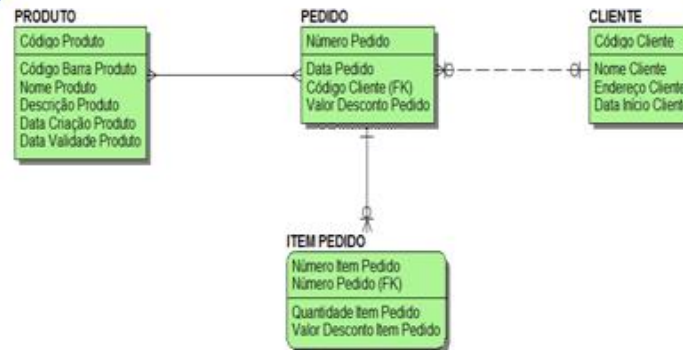 PRODUTO
Código Produto
Código Barra Produto
Nome Produto
Descrição Produto
Data Criação Produto
Data Validade Produto
PEDIDO
Número Pedido
Data Pedido
Código Cliente (FK)
Valor Desconto Pedido
CLIENTE
Código Cliente
Nome Cliente
Endereço Cliente
Data Início Client
ITEM PEDIDO
Número Item Pedido
Número Pedido (FK)
Quantidade Item Pedido
Valor Desconto Item Pedido